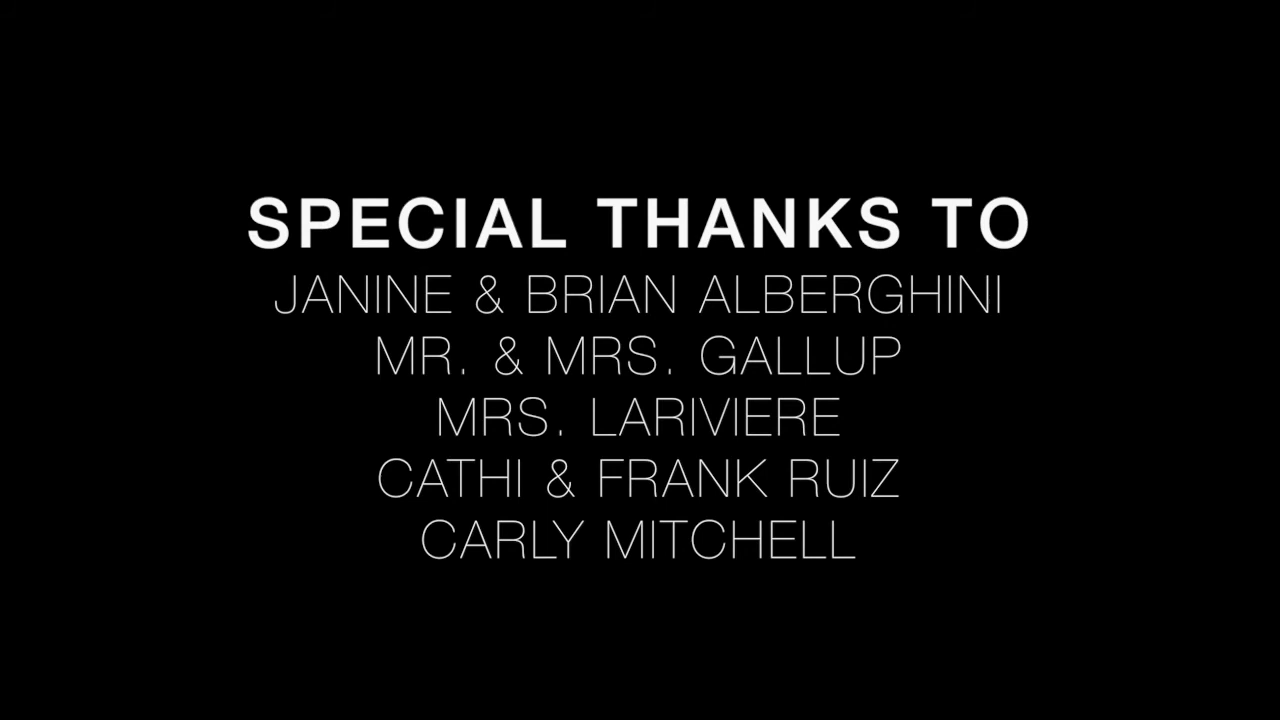 SPECIAL THANKS TO
JANINE & BRIAN ALBERGHINI
MR. & MRS. GALLUP
MRS. LARIVIERE
CATHI & FRANK RUIZ
CARLY MITCHELL